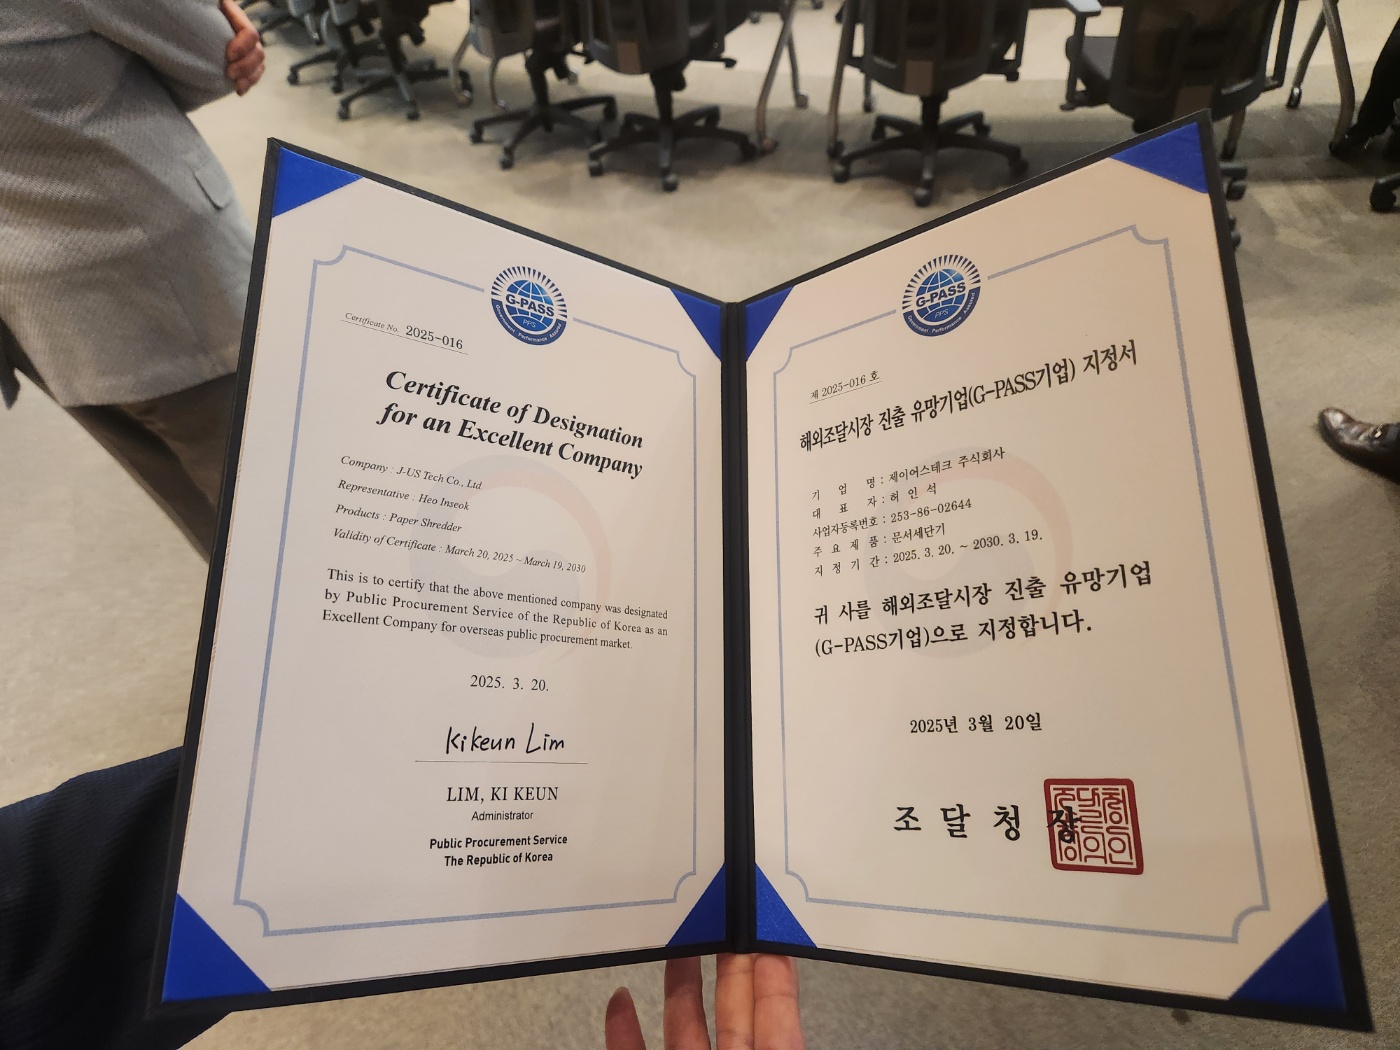 G-PASS
PPS
Government Performance Assured
Certificate No. 2025-016
Certificate of Designation
for an Excellent Company
Company : J-US Tech Co., Ltd
Representative : Heo Inseok
Products : Paper Shredder
Validity of Certificate : March 20, 2025 ~ March 19, 2030
This is to certify that the above mentioned company was designated
by Public Procurement Service of the Republic of Korea as an
Excellent Company for overseas public procurement market.
2025. 3. 20.
Kikeun Lim
LIM, KI KEUN
Administrator
Public Procurement Service
The Republic of Korea
G-PASS
PPS
Government Performance Assured
제 2025-016 호
해외조달시장 진출 유망기업(G-PASS기업) 지정서
기 업 명 : 제이어스테크 주식회사
대 표 자 : 허 인 석
사업자등록번호 : 253-86-02644
주 요 제 품 : 문서세단기
지 정 기 간 : 2025. 3. 20. ~ 2030. 3. 19.
귀 사를 해외조달시장 진출 유망기업
(G-PASS기업)으로 지정합니다.
2025년 3월 20일
조 달 청 장